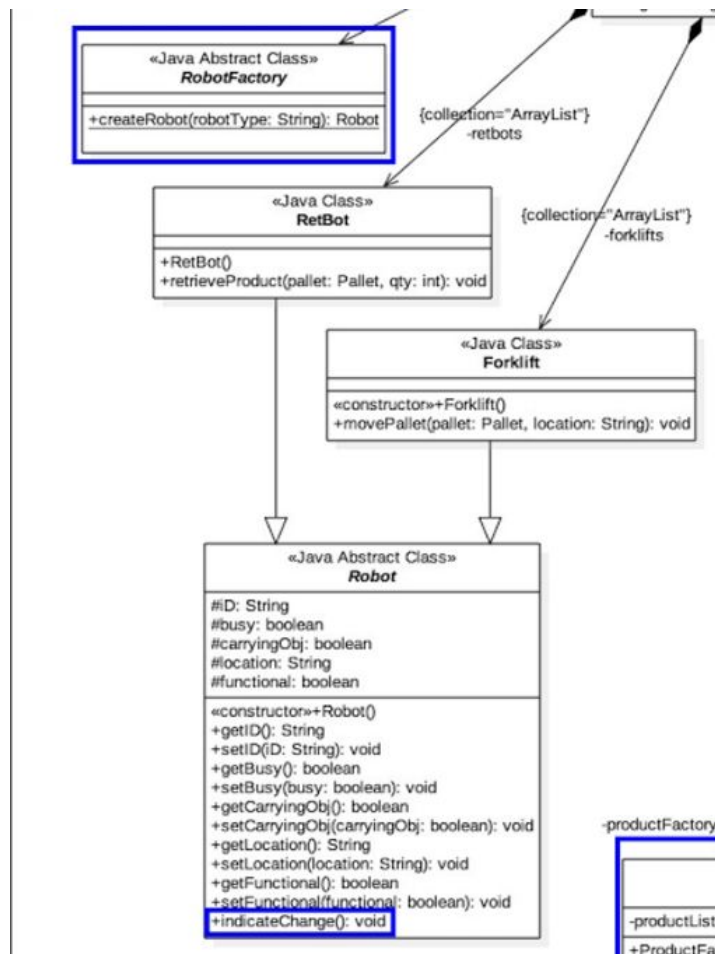 «Java Abstract Class»
RobotFactory
+createRobot(robotType: String): Robot
{collection="ArrayList"}
-retbots
«Java Class»
RetBot
+RetBot()
+retrieveProduct(pallet: Pallet, qty: int): void
{collection="ArrayList"}
-forklifts
«Java Class»
Forklift
«constructor»+Forklift()
+movePallet(pallet: Pallet, location: String): void
«Java Abstract Class»
Robot
#iD: String
#busy: boolean
#carryingObj: boolean
#location: String
#functional: boolean
«constructor»+Robot()
+getID(): String
+setID(iD: String): void
+getBusy(): boolean
+setBusy(busy: boolean): void
+getCarryingObj(): boolean
+setCarryingObj(carryingObj: boolean): void
+getLocation(): String
+setLocation(location: String): void
+getFunctional(): boolean
+setFunctional(functional: boolean): void
+indicateChange(): void
-productFactory
-productList
+ProductFa